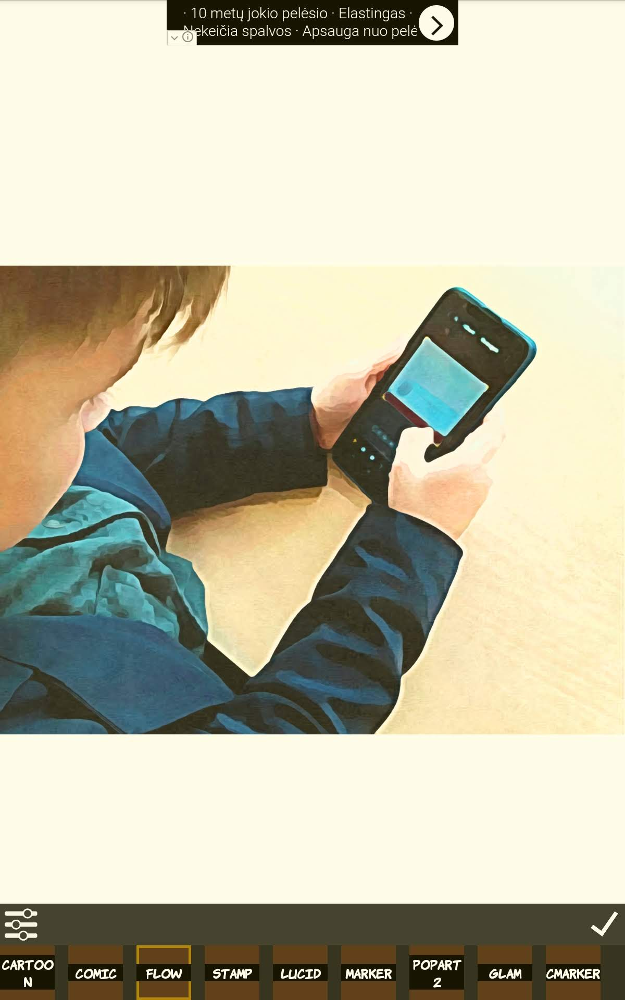 · 10 metų jokio pelėsio · Elastingas ·
Nekeičia spalvos · Apsauga nuo pelė
CARTOO
N
COMIC
FLOW
STAMP
LUCID
MARKER
POPART
2
GLAM
CMARKER